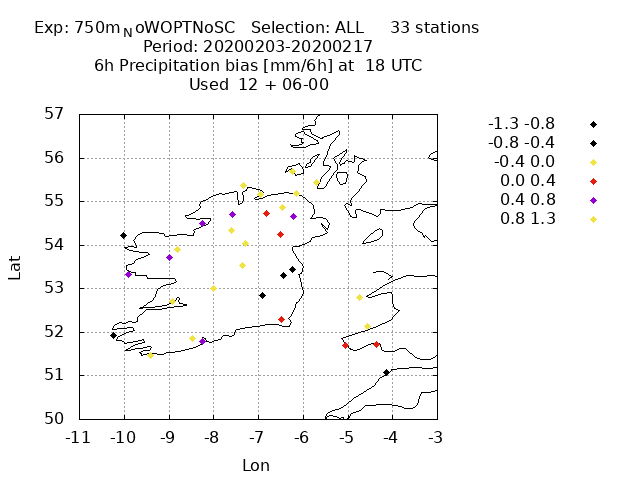 Exp: 750m_NoWOPTNoSC Selection: ALL 33 stations
Period: 20200203-20200217
6h Precipitation bias [mm/6h] at 18 UTC
Used 12 + 06-00
-1.3 -0.8
-0.8 -0.4
-0.4 0.0
0.0 0.4
0.4 0.8
0.8 1.3
57
56
55
54
53
52
51
50
Lat
-11 -10 -9 -8 -7 -6 -5 -4 -3
Lon